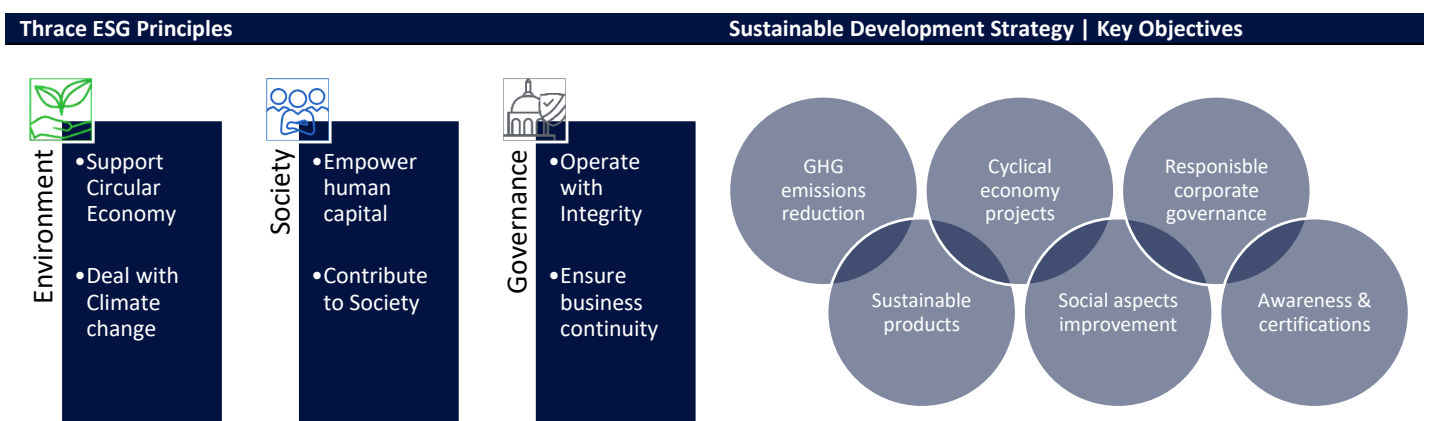 Thrace ESG Principles
Sustainable Development Strategy | Key Objectives
Environment
•Support
Circular
Economy
•Deal with
Climate
change
Society
•Empower
human
capital
•Contribute
to Society
Governance
•Operate
with
Integrity
•Ensure
business
continuity
GHG
emissions
reduction
Cyclical
economy
projects
Responisble
corporate
governance
Sustainable
products
Social aspects
improvement
Awareness &
certifications